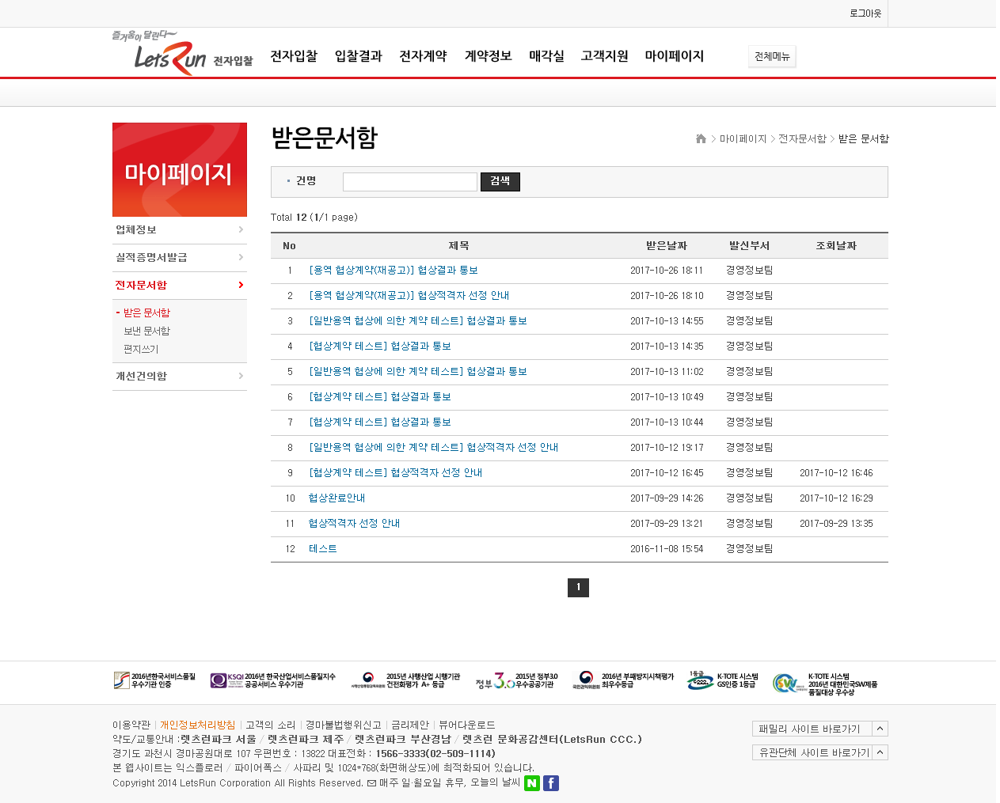 로그아웃
즐거움이 달린다~
LetsRun 전자입찰 전자입찰 입찰결과 전자계약 계약정보 매각실 고객지원 마이페이지 전체메뉴
마이페이지
업체정보
실적증명서발급
전자문서함
- 받은 문서함
보낸 문서함
편지쓰기
개선건의함
받은문서함
> 마이페이지 > 전자문서함 > 받은 문서함
건명 검색
Total 12 (1/1 page)
No 제목 받은날짜 발신부서 조회날짜
1 [용역 협상계약(재공고)] 협상결과 통보 2017-10-26 18:11 경영정보팀
2 [용역 협상계약(재공고)] 협상적격자 선정 안내 2017-10-26 18:10 경영정보팀
3 [일반용역 협상에 의한 계약 테스트] 협상결과 통보 2017-10-13 14:55 경영정보팀
4 [협상계약 테스트] 협상결과 통보 2017-10-13 14:35 경영정보팀
5 [일반용역 협상에 의한 계약 테스트] 협상결과 통보 2017-10-13 11:02 경영정보팀
6 [협상계약 테스트] 협상결과 통보 2017-10-13 10:49 경영정보팀
7 [협상계약 테스트] 협상결과 통보 2017-10-13 10:44 경영정보팀
8 [일반용역 협상에 의한 계약 테스트] 협상적격자 선정 안내 2017-10-12 19:17 경영정보팀
9 [협상계약 테스트] 협상적격자 선정 안내 2017-10-12 16:45 경영정보팀 2017-10-12 16:46
10 협상완료안내 2017-09-29 14:26 경영정보팀 2017-10-12 16:29
11 협상적격자 선정 안내 2017-09-29 13:21 경영정보팀 2017-09-29 13:35
12 테스트 2016-11-08 15:54 경영정보팀
1
2016년한국서비스품질
우수기관 인증
KSQI 2016년 한국산업서비스품질지수
공공서비스 우수기관
2015년 사행산업 시행기관
건전화평가 A+ 등급
정부3.0 2015년 정부3.0
우수공공기관
국민권익위원회
2016년 부패방지시책평가
최우수등급
1등급
K-TOTE 시스템
GS인증 1등급
SW
K-TOTE 시스템
2016년 대한민국SW제품
품질대상 우수상
이용약관 | 개인정보처리방침 | 고객의 소리 | 경마불법행위신고 | 금리제안 | 뷰어다운로드
약도/교통안내 :렛츠런파크 서울 / 렛츠런파크 제주 / 렛츠런파크 부산경남 / 렛츠런 문화공감센터(LetsRun CCC.)
경기도 과천시 경마공원대로 107 우편번호 : 13822 대표전화 : 1566-3333(02-509-1114)
본 웹사이트는 익스플로러 / 파이어폭스 / 사파리 및 1024*768(화면해상도)에 최적화되어 있습니다.
Copyright 2014 LetsRun Corporation All Rights Reserved. 매주 일·월요일 휴무, 오늘의 날씨 N f
패밀리 사이트 바로가기
유관단체 사이트 바로가기